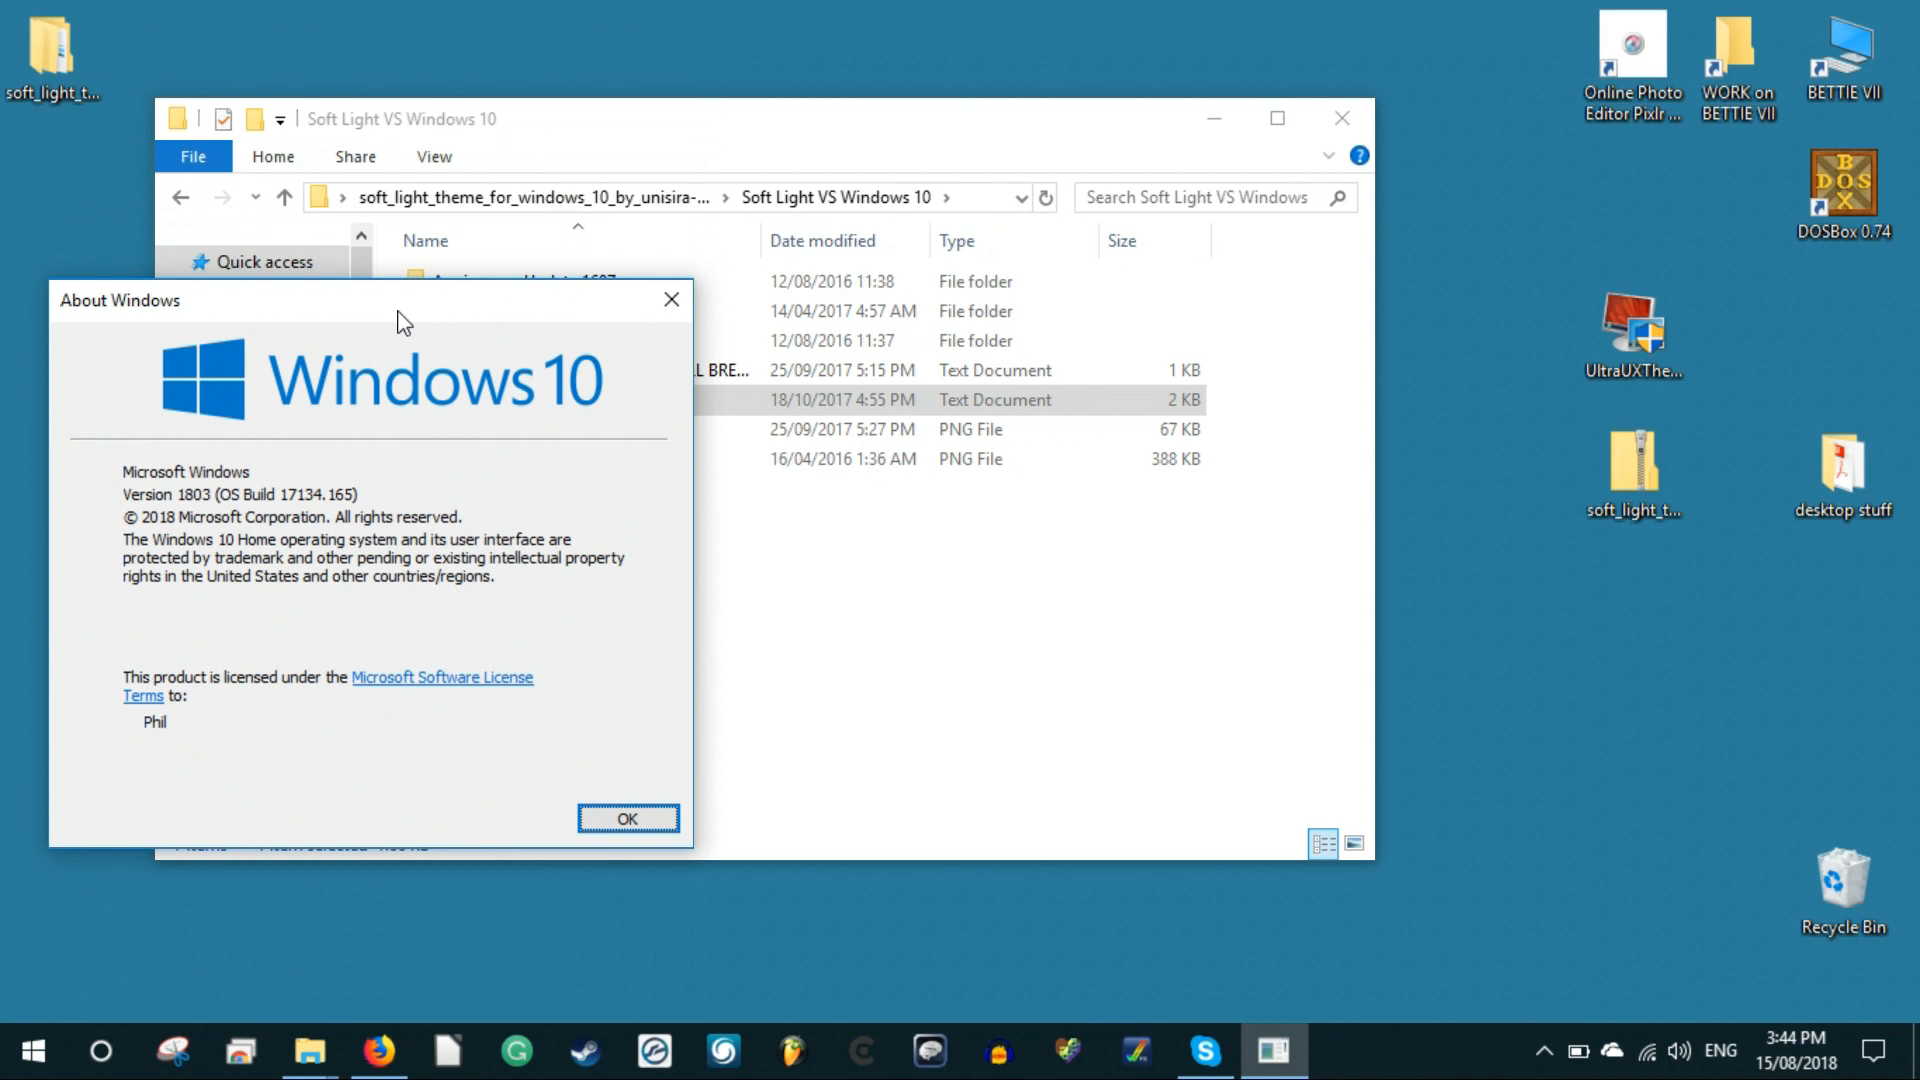 soft_light_t...
Online Photo
Editor Pixlr ...
WORK on
BETTIE VII
BETTIE VII
Soft Light VS Windows 10
File Home Share View
soft_light_theme_for_windows_10_by_unisira-... Soft Light VS Windows 10
Search Soft Light VS Windows
Name Date modified Type Size
Quick access
12/08/2016 11:38 File folder
14/04/2017 4:57 AM File folder
12/08/2016 11:37 File folder
L BRE... 25/09/2017 5:15 PM Text Document 1 KB
18/10/2017 4:55 PM Text Document 2 KB
25/09/2017 5:27 PM PNG File 67 KB
16/04/2016 1:36 AM PNG File 388 KB
About Windows
Windows 10
Microsoft Windows
Version 1803 (OS Build 17134.165)
© 2018 Microsoft Corporation. All rights reserved.
The Windows 10 Home operating system and its user interface are
protected by trademark and other pending or existing intellectual property
rights in the United States and other countries/regions.
This product is licensed under the Microsoft Software License
Terms to:
Phil
OK
BOSDOX
DOSBox 0.74
UltraUXThe...
soft_light_t...
desktop stuff
Recycle Bin
ENG
3:44 PM
15/08/2018